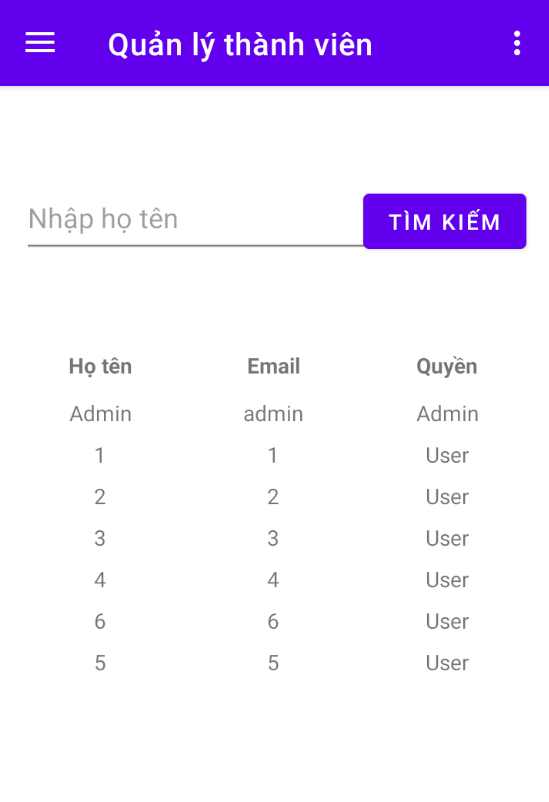 Quản lý thành viên
Nhập họ tên TÌM KIẾM
Họ tên Email Quyền
Admin admin Admin
1 1 User
2 2 User
3 3 User
4 4 User
6 6 User
5 5 User